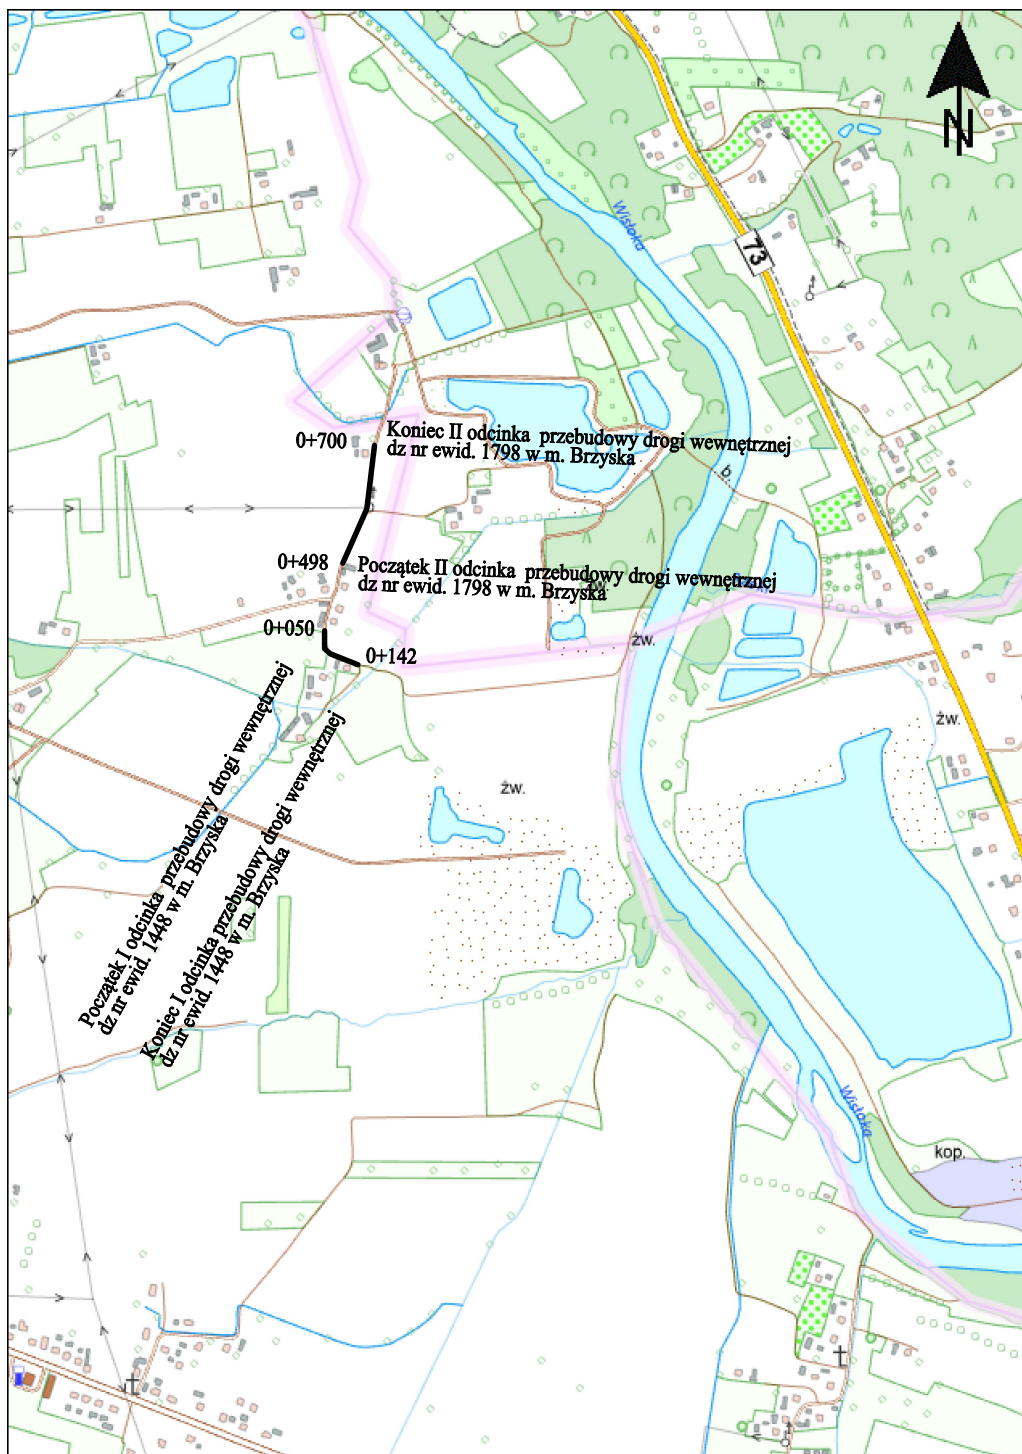 N
Wisłoka
73
0+700
Koniec II odcinka przebudowy drogi wewnętrznej
dz nr ewid. 1798 w m. Brzyska
b.
0+498
Początek II odcinka przebudowy drogi wewnętrznej
dz nr ewid. 1798 w m. Brzyska
0+050
żw.
0+142
Początek I odcinka przebudowy drogi wewnętrznej
dz nr ewid. 1448 w m. Brzyska
Koniec I odcinka przebudowy drogi wewnętrznej
dz nr ewid. 1448 w m. Brzyska
żw.
żw.
Wisłoka
kop.